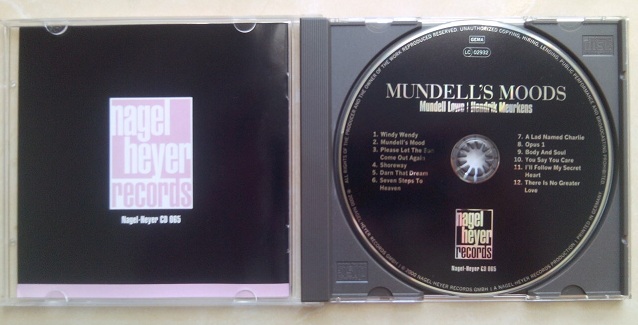 nagel
heyer
records
Nagel-Heyer CD 065
GEMA
LC 02932
MUNDELL'S MOODS
Mundell Lowe | Hendrik Meurkens
1. Windy Wendy
2. Mundell's Mood
3. Please Let The
Come Out Again
4. Shoreway
5. Darn That Dream
6. Seven Steps To
Heaven
7. A Lad Named Charlie
8. Opus 1
9. Body And Soul
10. You Say You Care
11. I'll Follow My Secret
Heart
12. There Is No Greater
Love
nagel
heyer
records
Nagel-Heyer CD 065